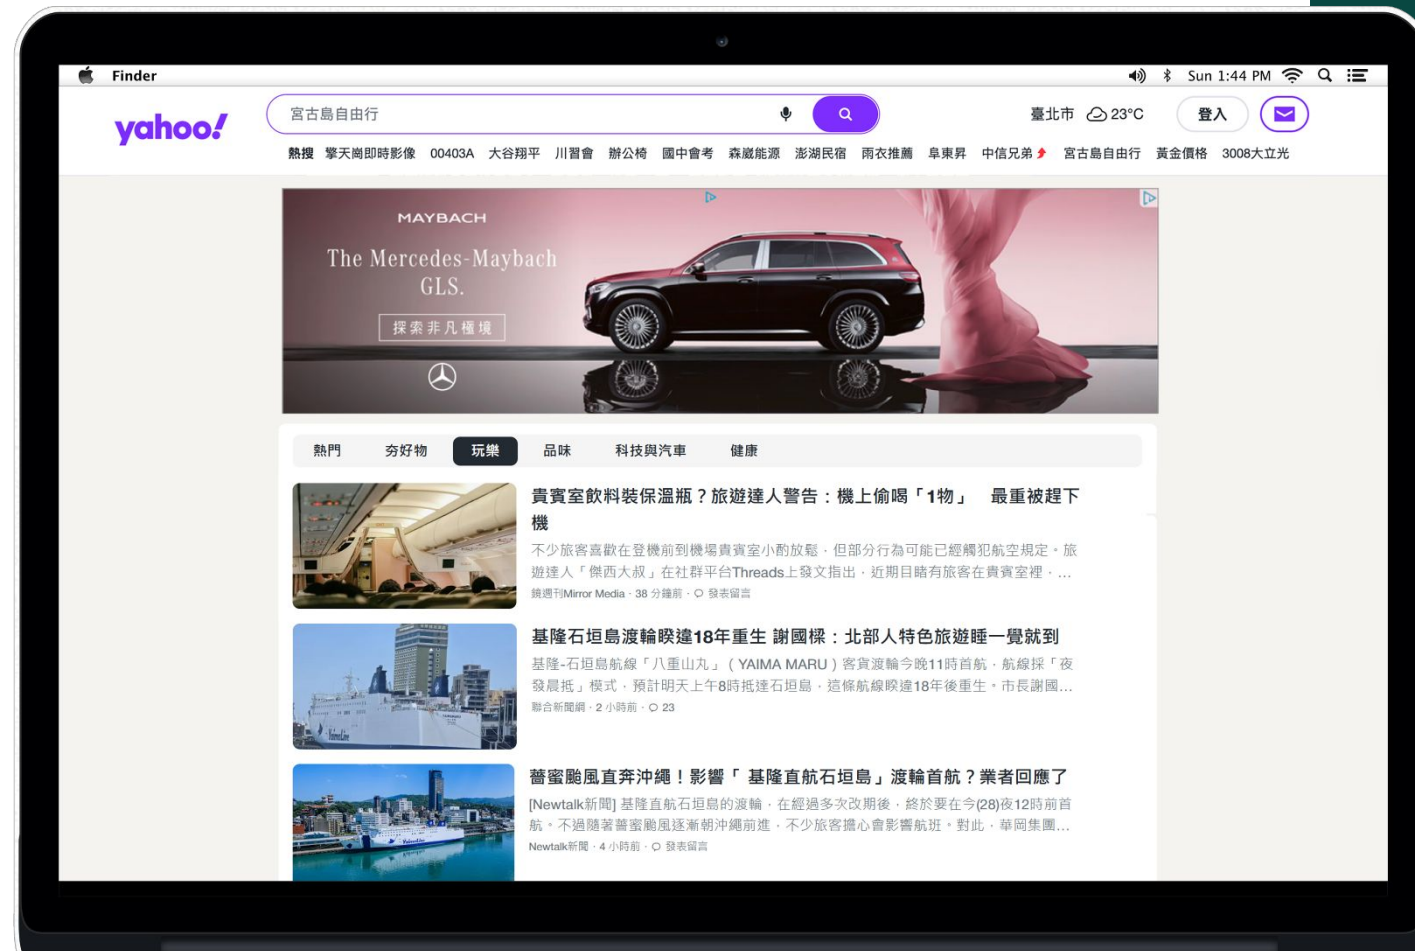 Finder
Sun 1:44 PM
yahoo!
宮古島自由行
臺北市 23°C 登入
熱搜 擎天崗即時影像 00403A 大谷翔平 川習會 辦公椅 國中會考 森崴能源 澎湖民宿 雨衣推薦 阜東昇 中信兄弟 宮古島自由行 黃金價格 3008大立光
MAYBACH
The Mercedes-Maybach
GLS.
探索非凡極境
熱門 夯好物 玩樂 品味 科技與汽車 健康
貴賓室飲料裝保溫瓶？旅遊達人警告：機上偷喝「1物」 最重被趕下
機
不少旅客喜歡在登機前到機場貴賓室小酌放鬆，但部分行為可能已經觸犯航空規定。旅
遊達人「傑西大叔」在社群平台Threads上發文指出，近期目睹有旅客在貴賓室裡，...
鏡週刊Mirror Media · 38 分鐘前 · 發表留言
基隆石垣島渡輪睽違18年重生 謝國樑：北部人特色旅遊睡一覺就到
基隆-石垣島航線「八重山丸」（YAIMA MARU）客貨渡輪今晚11時首航，航線採「夜
發晨抵」模式，預計明天上午8時抵達石垣島，這條航線睽違18年後重生。市長謝國...
聯合新聞網 · 2 小時前 · 23
薔蜜颱風直奔沖繩！影響「 基隆直航石垣島」渡輪首航？業者回應了
[Newtalk新聞] 基隆直航石垣島的渡輪，在經過多次改期後，終於要在今(28)夜12時前首
航。不過隨著薔蜜颱風逐漸朝沖繩前進，不少旅客擔心會影響航班。對此，華岡集團...
Newtalk新聞 · 4 小時前 · 發表留言